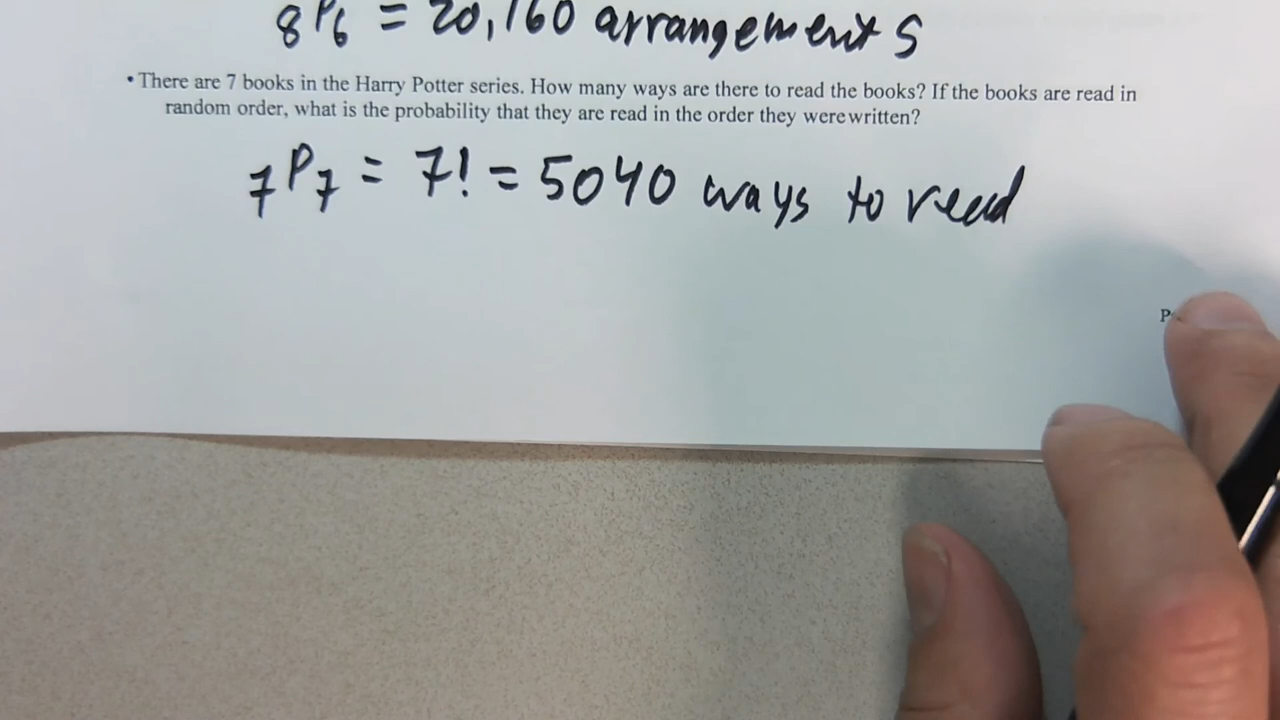 8P6 = 20,160 arrangements
• There are 7 books in the Harry Potter series. How many ways are there to read the books? If the books are read in
random order, what is the probability that they are read in the order they were written?
7P7 = 7! = 5040 ways to read
P